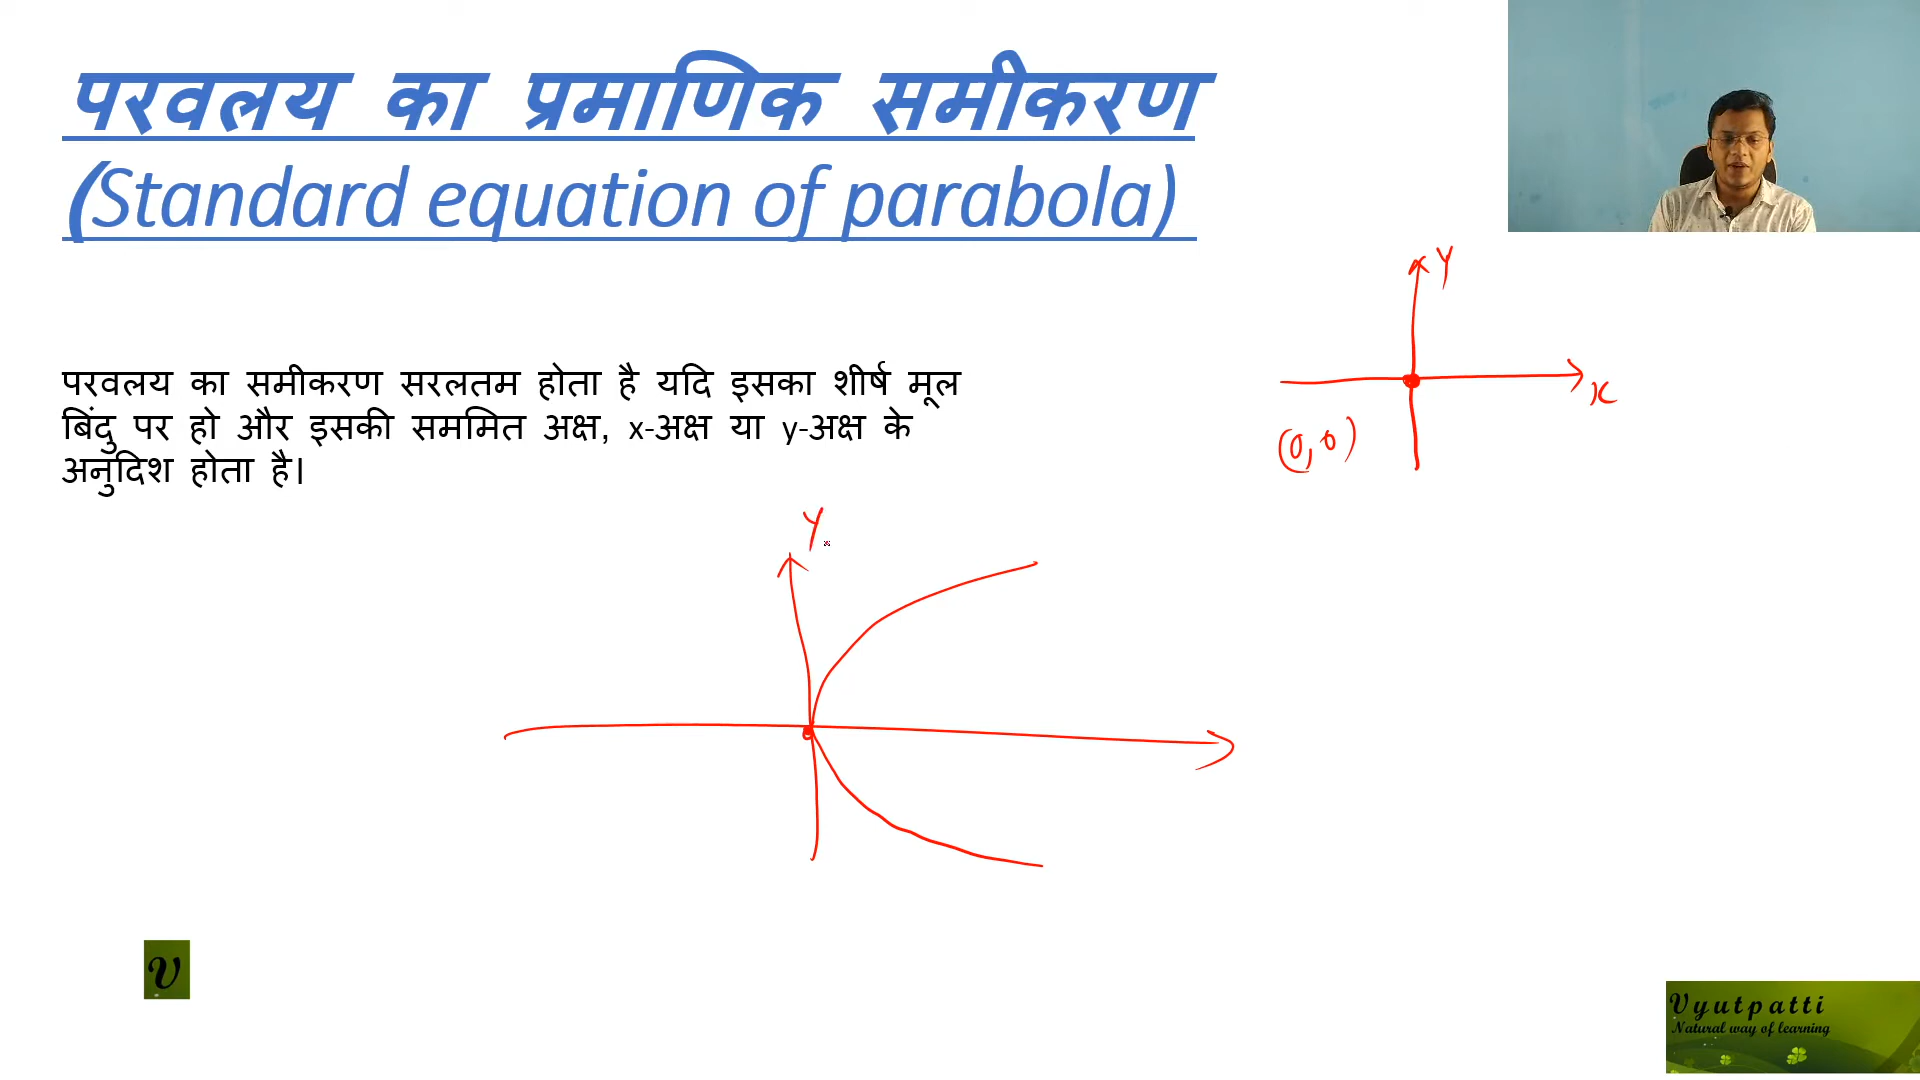 परवलय का प्रमाणिक समीकरण
(Standard equation of parabola)
Y
x
(0,0)
परवलय का समीकरण सरलतम होता है यदि इसका शीर्ष मूल
बिंदु पर हो और इसकी सममित अक्ष, x-अक्ष या y-अक्ष के
अनुदिश होता है।
Y
v
Vyutpatti
Natural way of learning